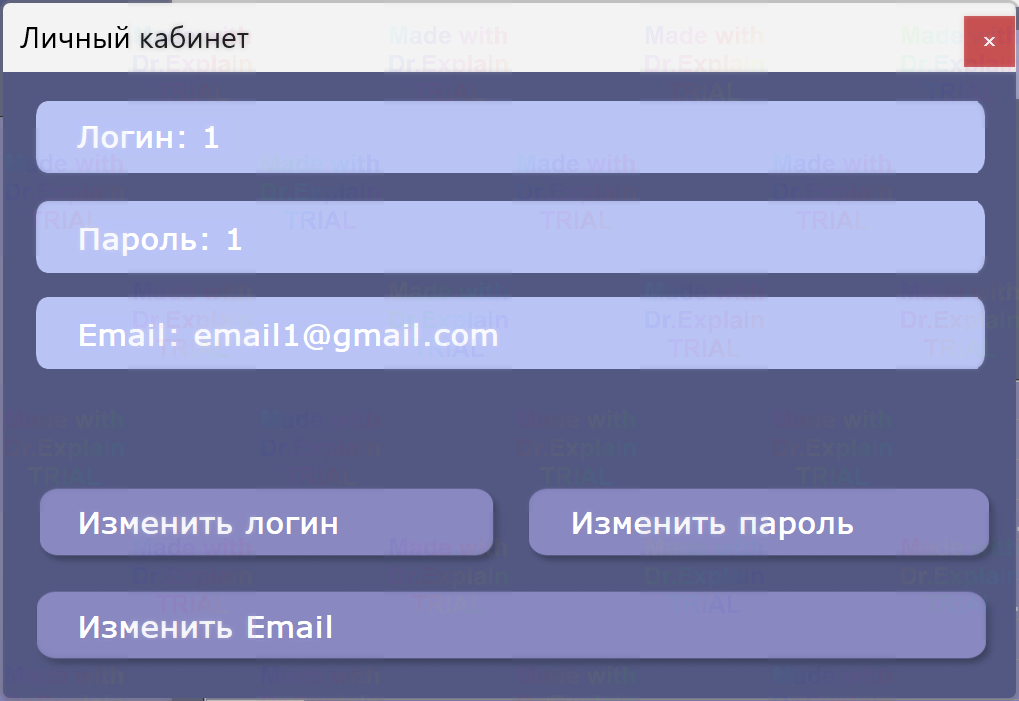 Личный кабинет
×
Логин: 1
Пароль: 1
Email: email1@gmail.com
Изменить логин
Изменить пароль
Изменить Email
Made with
Dr.Explain
TRIAL